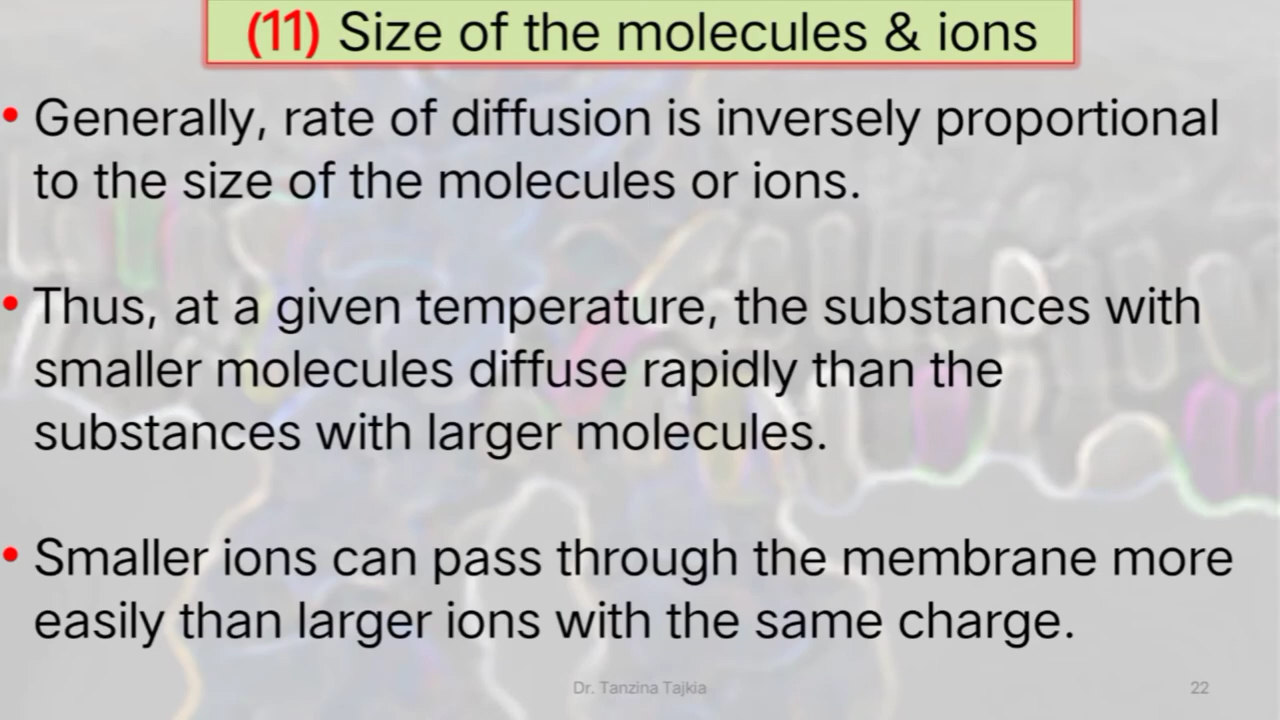 (11) Size of the molecules & ions
• Generally, rate of diffusion is inversely proportional
to the size of the molecules or ions.
• Thus, at a given temperature, the substances with
smaller molecules diffuse rapidly than the
substances with larger molecules.
• Smaller ions can pass through the membrane more
easily than larger ions with the same charge.
Dr. Tanzina Tajkia
22